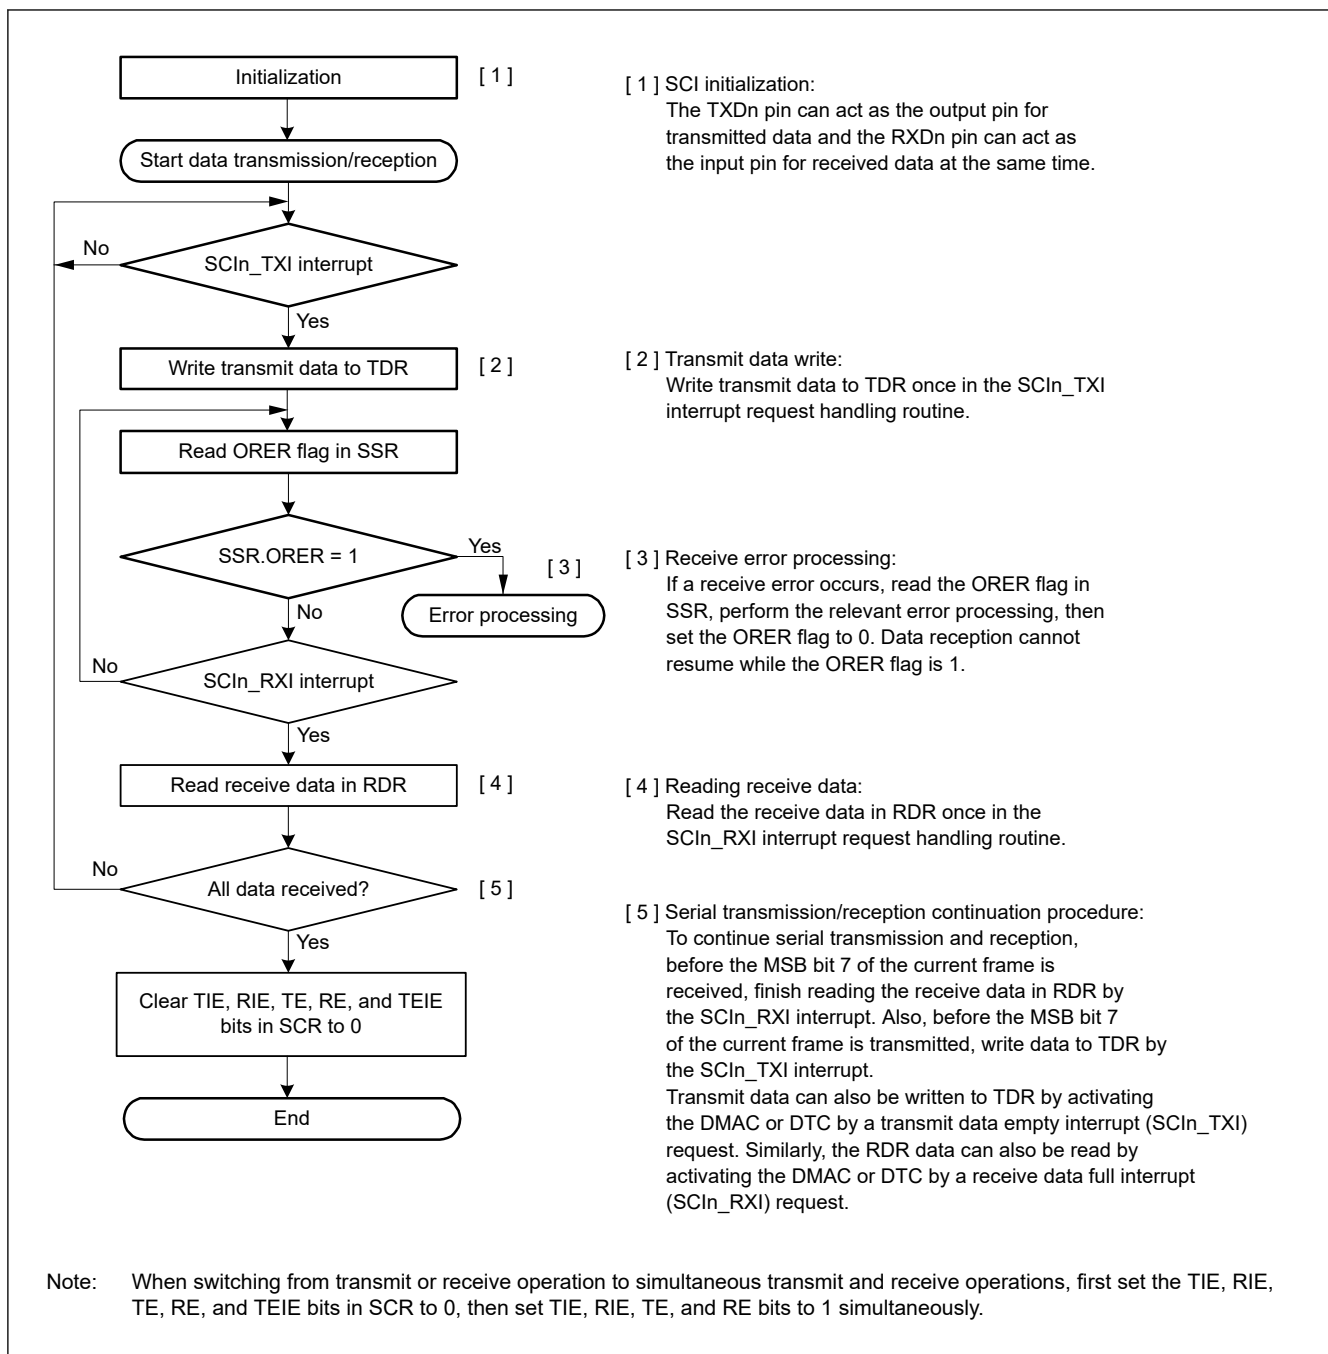 Initialization
[ 1 ]
Start data transmission/reception
No
SCIn_TXI interrupt
Yes
Write transmit data to TDR
[ 2 ]
Read ORER flag in SSR
SSR.ORER = 1
Yes
[ 3 ]
Error processing
No
No
SCIn_RXI interrupt
Yes
Read receive data in RDR
[ 4 ]
No
All data received?
[ 5 ]
Yes
Clear TIE, RIE, TE, RE, and TEIE
bits in SCR to 0
End
[ 1 ] SCI initialization:
The TXDn pin can act as the output pin for
transmitted data and the RXDn pin can act as
the input pin for received data at the same time.
[ 2 ] Transmit data write:
Write transmit data to TDR once in the SCIn_TXI
interrupt request handling routine.
[ 3 ] Receive error processing:
If a receive error occurs, read the ORER flag in
SSR, perform the relevant error processing, then
set the ORER flag to 0. Data reception cannot
resume while the ORER flag is 1.
[ 4 ] Reading receive data:
Read the receive data in RDR once in the
SCIn_RXI interrupt request handling routine.
[ 5 ] Serial transmission/reception continuation procedure:
To continue serial transmission and reception,
before the MSB bit 7 of the current frame is
received, finish reading the receive data in RDR by
the SCIn_RXI interrupt. Also, before the MSB bit 7
of the current frame is transmitted, write data to TDR by
the SCIn_TXI interrupt.
Transmit data can also be written to TDR by activating
the DMAC or DTC by a transmit data empty interrupt (SCIn_TXI)
request. Similarly, the RDR data can also be read by
activating the DMAC or DTC by a receive data full interrupt
(SCIn_RXI) request.
Note: When switching from transmit or receive operation to simultaneous transmit and receive operations, first set the TIE, RIE,
TE, RE, and TEIE bits in SCR to 0, then set TIE, RIE, TE, and RE bits to 1 simultaneously.